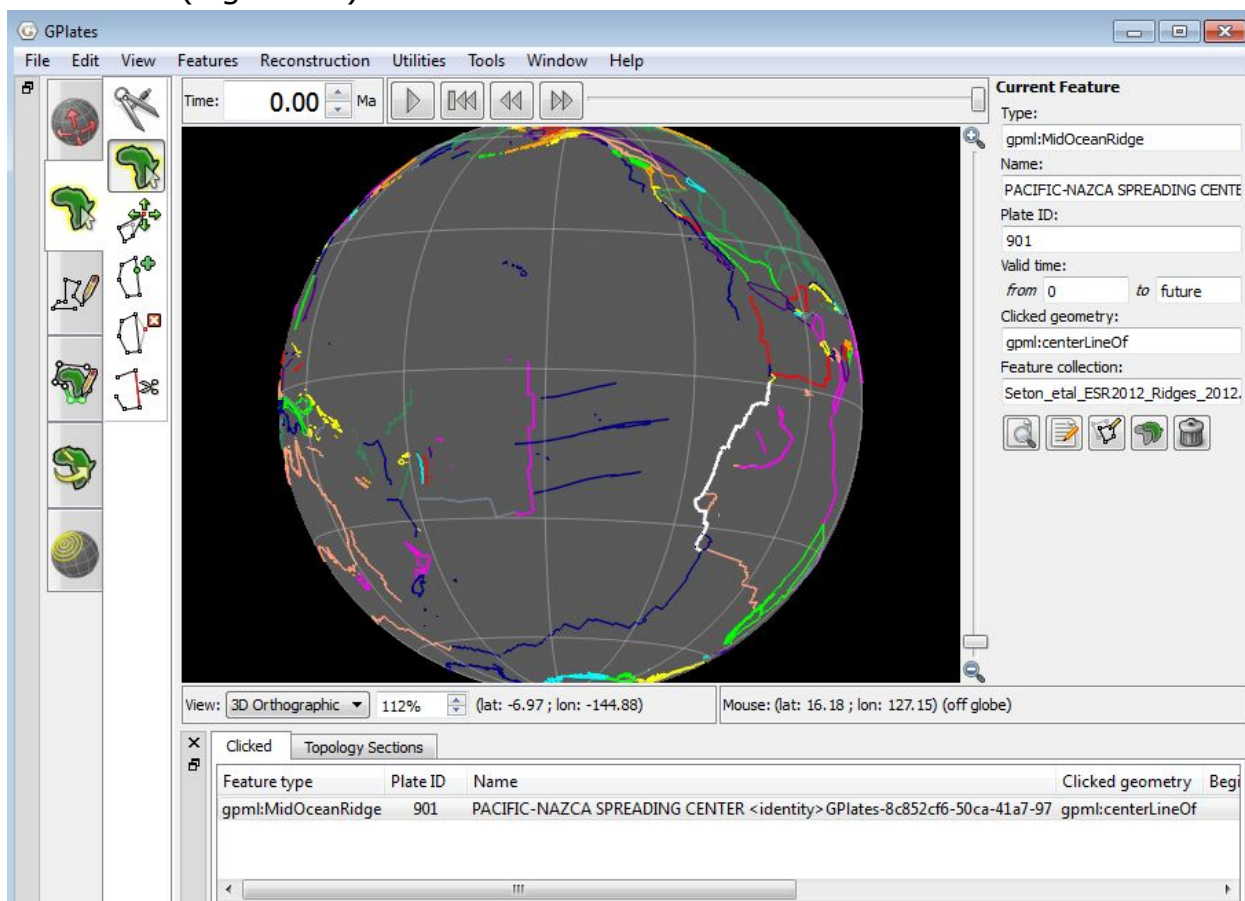 GPlates
File Edit View Features Reconstruction Utilities Tools Window Help
Time: 0.00 Ma
Current Feature
Type:
gpml:MidOceanRidge
Name:
PACIFIC-NAZCA SPREADING CENTE
Plate ID:
901
Valid time:
from 0 to future
Clicked geometry:
gpml:centerLineOf
Feature collection:
Seton_etal_ESR2012_Ridges_2012.
View: 3D Orthographic 112% (lat: -6.97 ; lon: -144.88) Mouse: (lat: 16.18 ; lon: 127.15) (off globe)
Clicked Topology Sections
Feature type Plate ID Name Clicked geometry Begi
gpml:MidOceanRidge 901 PACIFIC-NAZCA SPREADING CENTER <identity>GPlates-8c852cf6-50ca-41a7-97 gpml:centerLineOf